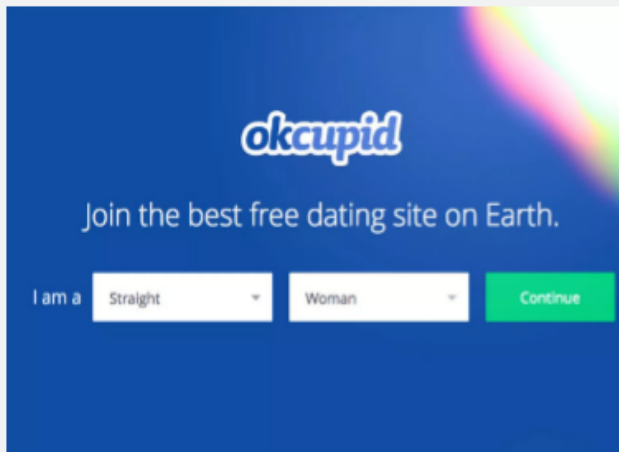 okcupid
Join the best free dating site on Earth.
I am a Straight Woman Continue